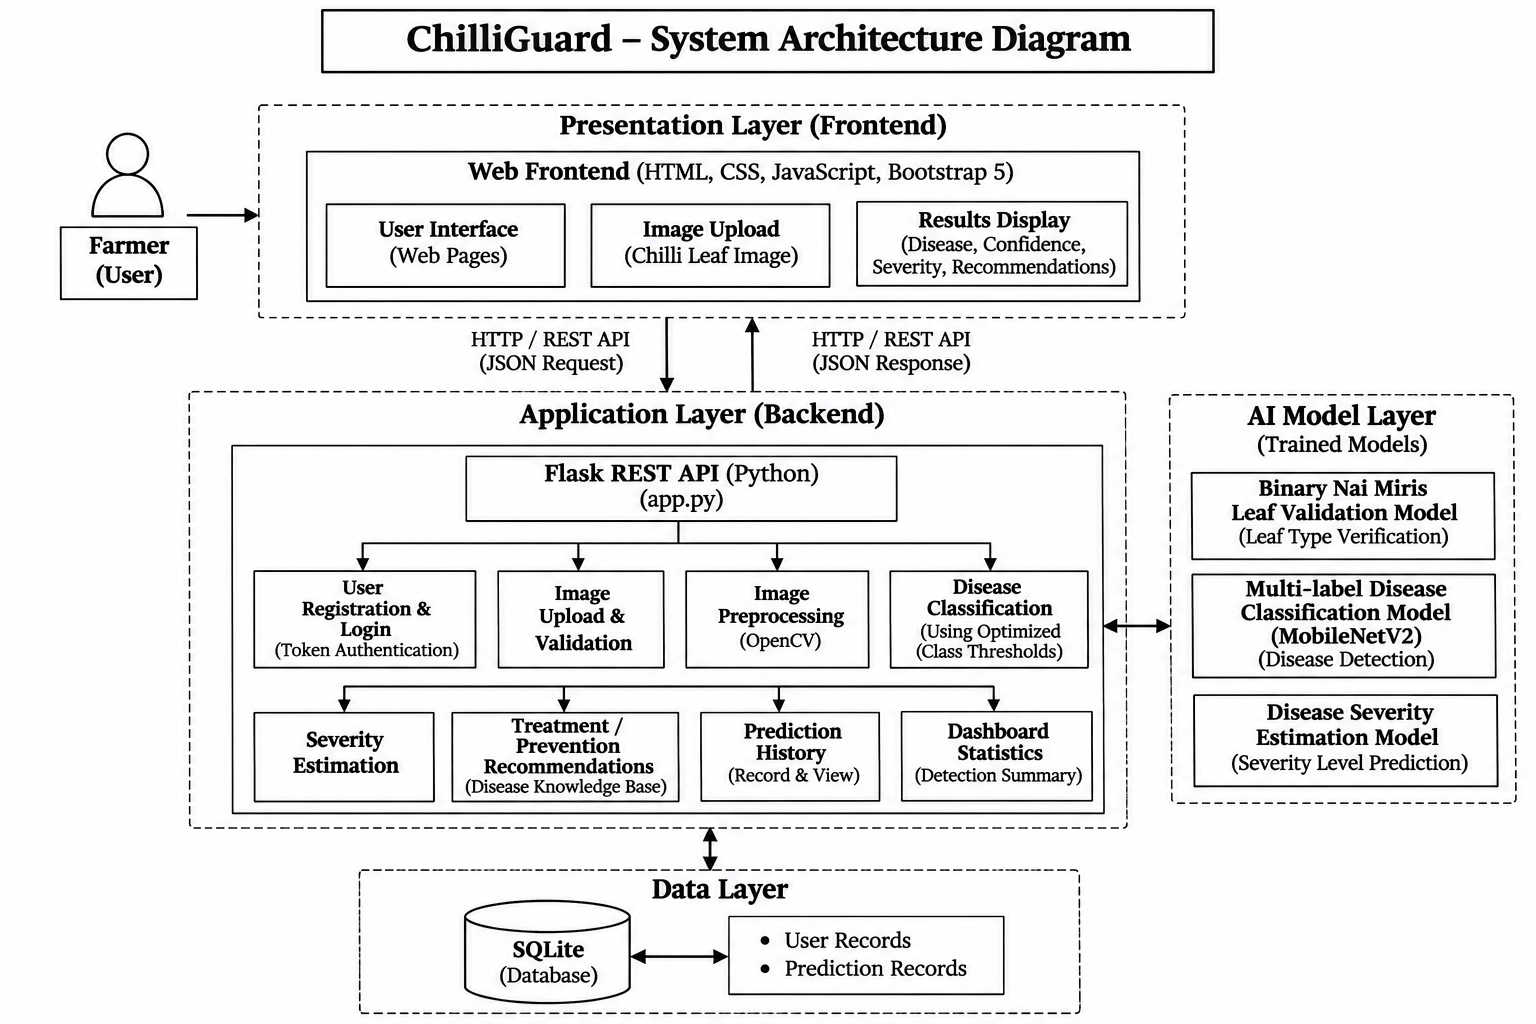 ChilliGuard – System Architecture Diagram
Presentation Layer (Frontend)
Web Frontend (HTML, CSS, JavaScript, Bootstrap 5)
User Interface
(Web Pages)
Image Upload
(Chilli Leaf Image)
Results Display
(Disease, Confidence,
Severity, Recommendations)
Farmer
(User)
HTTP / REST API
(JSON Request)
HTTP / REST API
(JSON Response)
Application Layer (Backend)
Flask REST API (Python)
(app.py)
User
Registration &
Login
(Token Authentication)
Image
Upload &
Validation
Image
Preprocessing
(OpenCV)
Disease
Classification
(Using Optimized
(Class Thresholds)
Severity
Estimation
Treatment /
Prevention
Recommendations
(Disease Knowledge Base)
Prediction
History
(Record & View)
Dashboard
Statistics
(Detection Summary)
AI Model Layer
(Trained Models)
Binary Nai Miris
Leaf Validation Model
(Leaf Type Verification)
Multi-label Disease
Classification Model
(MobileNetV2)
(Disease Detection)
Disease Severity
Estimation Model
(Severity Level Prediction)
Data Layer
SQLite
(Database)
• User Records
• Prediction Records